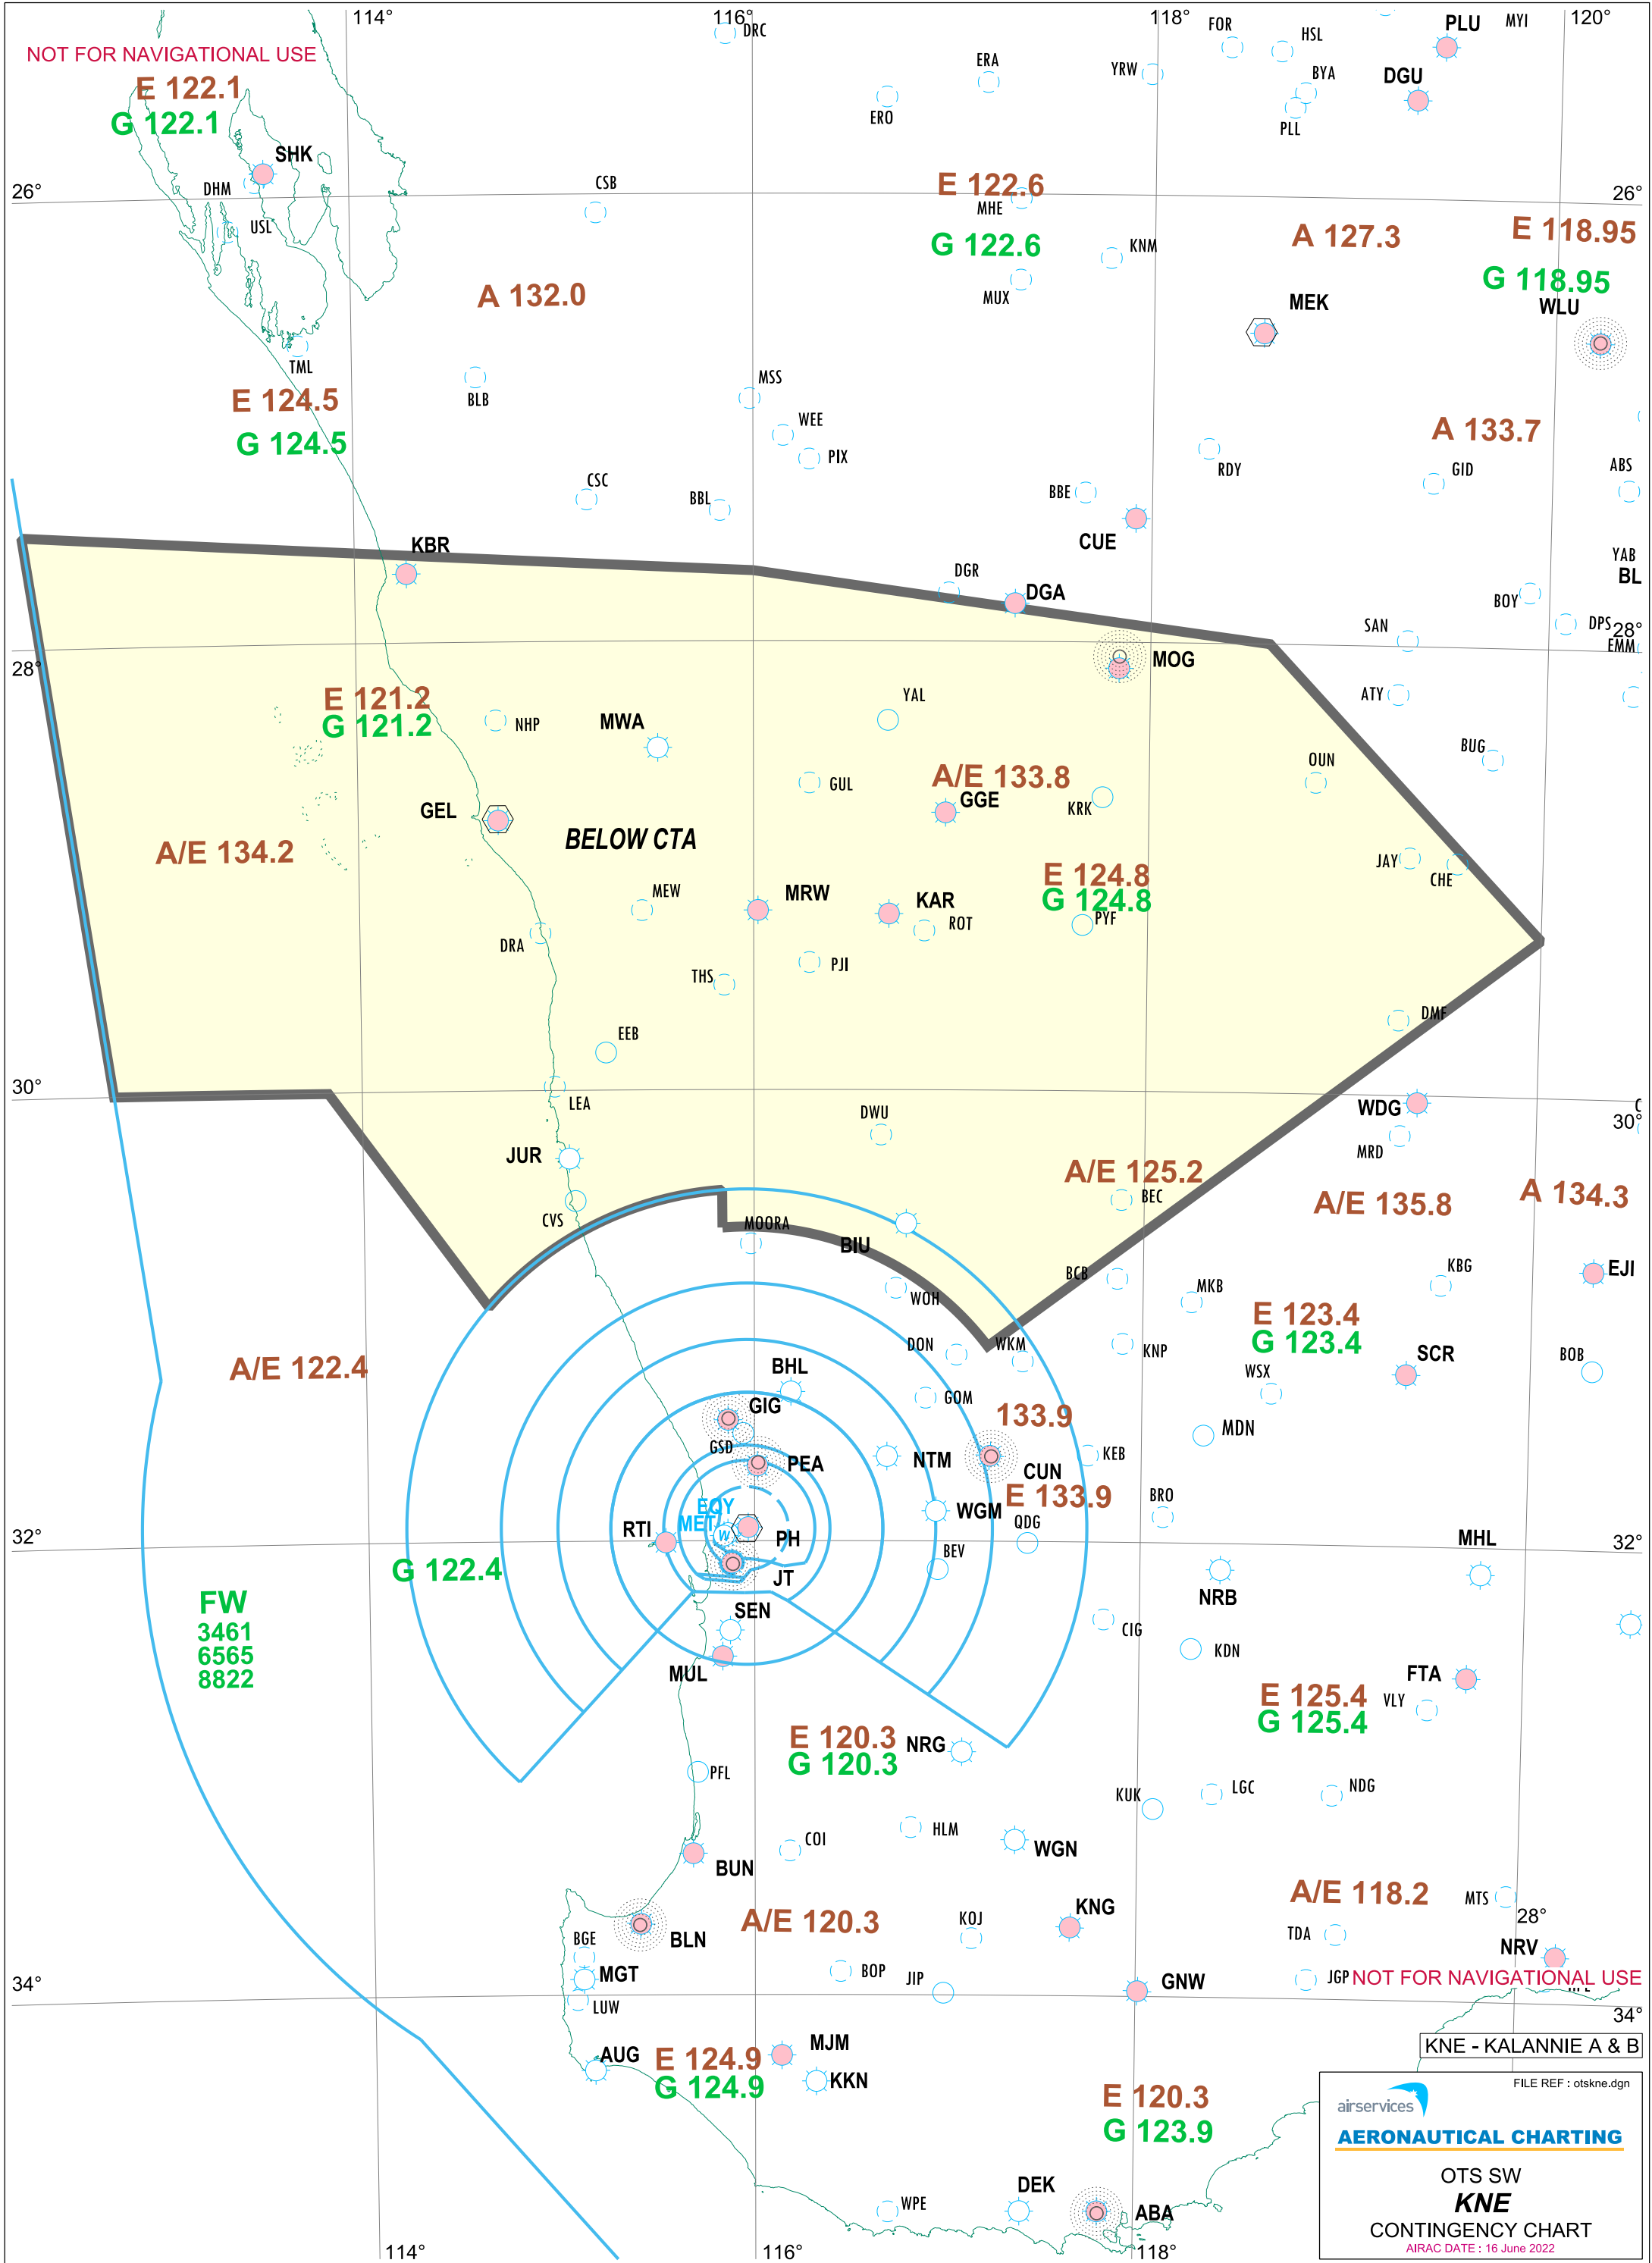 114°
116°
118°
120°
NOT FOR NAVIGATIONAL USE
DRC
FOR
HSL
PLU
MYI
E 122.1
G 122.1
ERA
YRW
BYA
DGU
ERO
PLL
SHK
DHM
CSB
E 122.6
26°
26°
USL
MHE
G 122.6
KNM
A 127.3
E 118.95
G 118.95
A 132.0
MUX
MEK
WLU
TML
BLB
MSS
E 124.5
G 124.5
WEE
PIX
A 133.7
RDY
GID
ABS
CSC
BBL
BBE
CUE
KBR
YAB
BL
DGR
DGA
BOY
DPS
SAN
28°
EMM
28°
MOG
E 121.2
G 121.2
NHP
MWA
YAL
ATY
BUG
GUL
A/E 133.8
OUN
GEL
GGE
KRK
BELOW CTA
A/E 134.2
JAY
CHE
E 124.8
G 124.8
MEW
MRW
KAR
ROT
PYF
DRA
PJI
THS
DMF
EEB
30°
LEA
WDG
30°
DWU
MRD
JUR
A/E 125.2
BEC
A/E 135.8
A 134.3
CVS
MOORA
BIU
BCB
KBG
EJI
WOH
MKB
E 123.4
G 123.4
DON
WKM
KNP
SCR
BOB
A/E 122.4
BHL
WSX
GIG
GOM
133.9
MDN
GSD
PEA
NTM
CUN
KEB
E 133.9
EQY
MET
W
WGM
BRO
32°
RTI
PH
QDG
32°
MHL
G 122.4
JT
BEV
NRB
FW
3461
6565
8822
SEN
CIG
KDN
MUL
FTA
E 125.4
G 125.4
VLY
E 120.3
G 120.3
NRG
PFL
KUK
LGC
NDG
HLM
COI
WGN
BUN
A/E 118.2
MTS
28°
A/E 120.3
KOJ
KNG
BLN
TDA
BGE
NRV
MGT
BOP
JIP
GNW
JGP
NOT FOR NAVIGATIONAL USE
34°
LUW
34°
MJM
KNE - KALANNIE A & B
AUG
E 124.9
G 124.9
KKN
FILE REF : otskne.dgn
E 120.3
G 123.9
airservices
AERONAUTICAL CHARTING
OTS SW
KNE
CONTINGENCY CHART
AIRAC DATE : 16 June 2022
DEK
WPE
ABA
114°
116°
118°